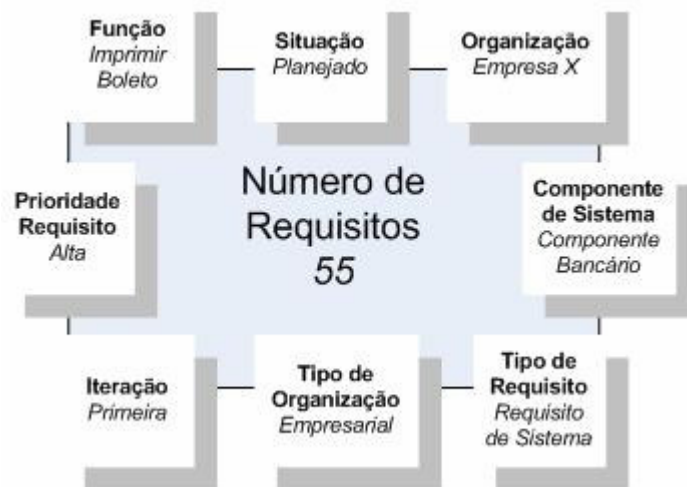 Função
Imprimir
Boleto
Situação
Planejado
Organização
Empresa X
Prioridade
Requisito
Alta
Número de
Requisitos
55
Componente
de Sistema
Componente
Bancário
Iteração
Primeira
Tipo de
Organização
Empresarial
Tipo de
Requisito
Requisito
de Sistema